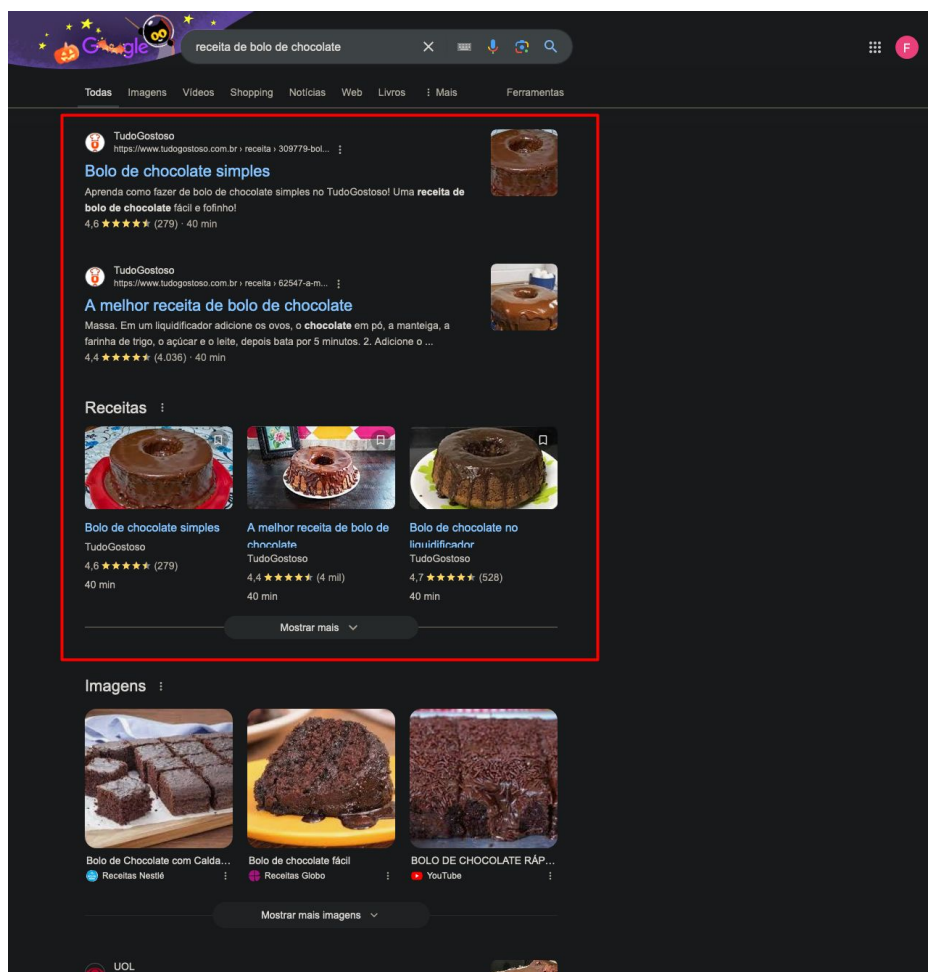 Google
receita de bolo de chocolate
F
Todas Imagens Vídeos Shopping Notícias Web Livros Mais Ferramentas
TudoGostoso
https://www.tudogostoso.com.br › receita › 309779-bol...
Bolo de chocolate simples
Aprenda como fazer de bolo de chocolate simples no TudoGostoso! Uma receita de
bolo de chocolate fácil e fofinho!
4,6 ★★★★★ (279) · 40 min
TudoGostoso
https://www.tudogostoso.com.br › receita › 62547-a-m...
A melhor receita de bolo de chocolate
Massa. Em um liquidificador adicione os ovos, o chocolate em pó, a manteiga, a
farinha de trigo, o açúcar e o leite, depois bata por 5 minutos. 2. Adicione o ...
4,4 ★★★★★ (4.036) · 40 min
Receitas
Bolo de chocolate simples
TudoGostoso
4,6 ★★★★★ (279)
40 min
A melhor receita de bolo de
chocolate
TudoGostoso
4,4 ★★★★★ (4 mil)
40 min
Bolo de chocolate no
liquidificador
TudoGostoso
4,7 ★★★★★ (528)
40 min
Mostrar mais
Imagens
Bolo de Chocolate com Calda...
Receitas Nestlé
Bolo de chocolate fácil
Receitas Globo
BOLO DE CHOCOLATE RÁP...
YouTube
Mostrar mais imagens
UOL